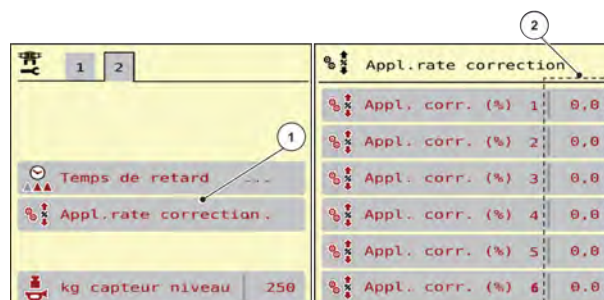 2
1 2
Appl.rate correction
Appl. corr. (%) 1 0,0
Appl. corr. (%) 2 0,0
1
Appl. corr. (%) 3 0,0
Temps de retard ...
Appl.rate correction.
Appl. corr. (%) 4 0,0
Appl. corr. (%) 5 0,0
kg capteur niveau 250
Appl. corr. (%) 6 0.0